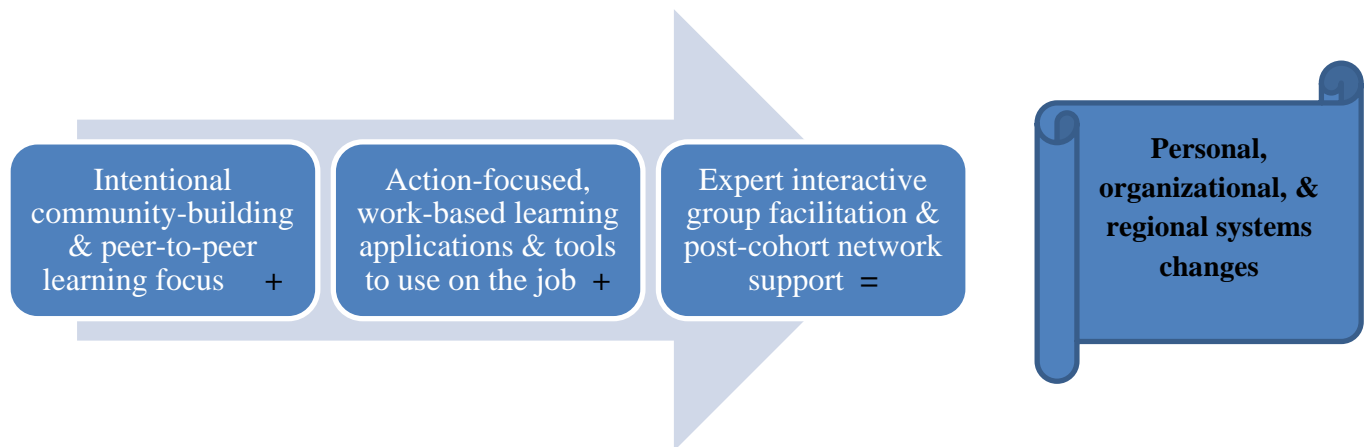 Intentional
community-building
& peer-to-peer
learning focus +
Action-focused,
work-based learning
applications & tools
to use on the job +
Expert interactive
group facilitation &
post-cohort network
support =
Personal,
organizational, &
regional systems
changes